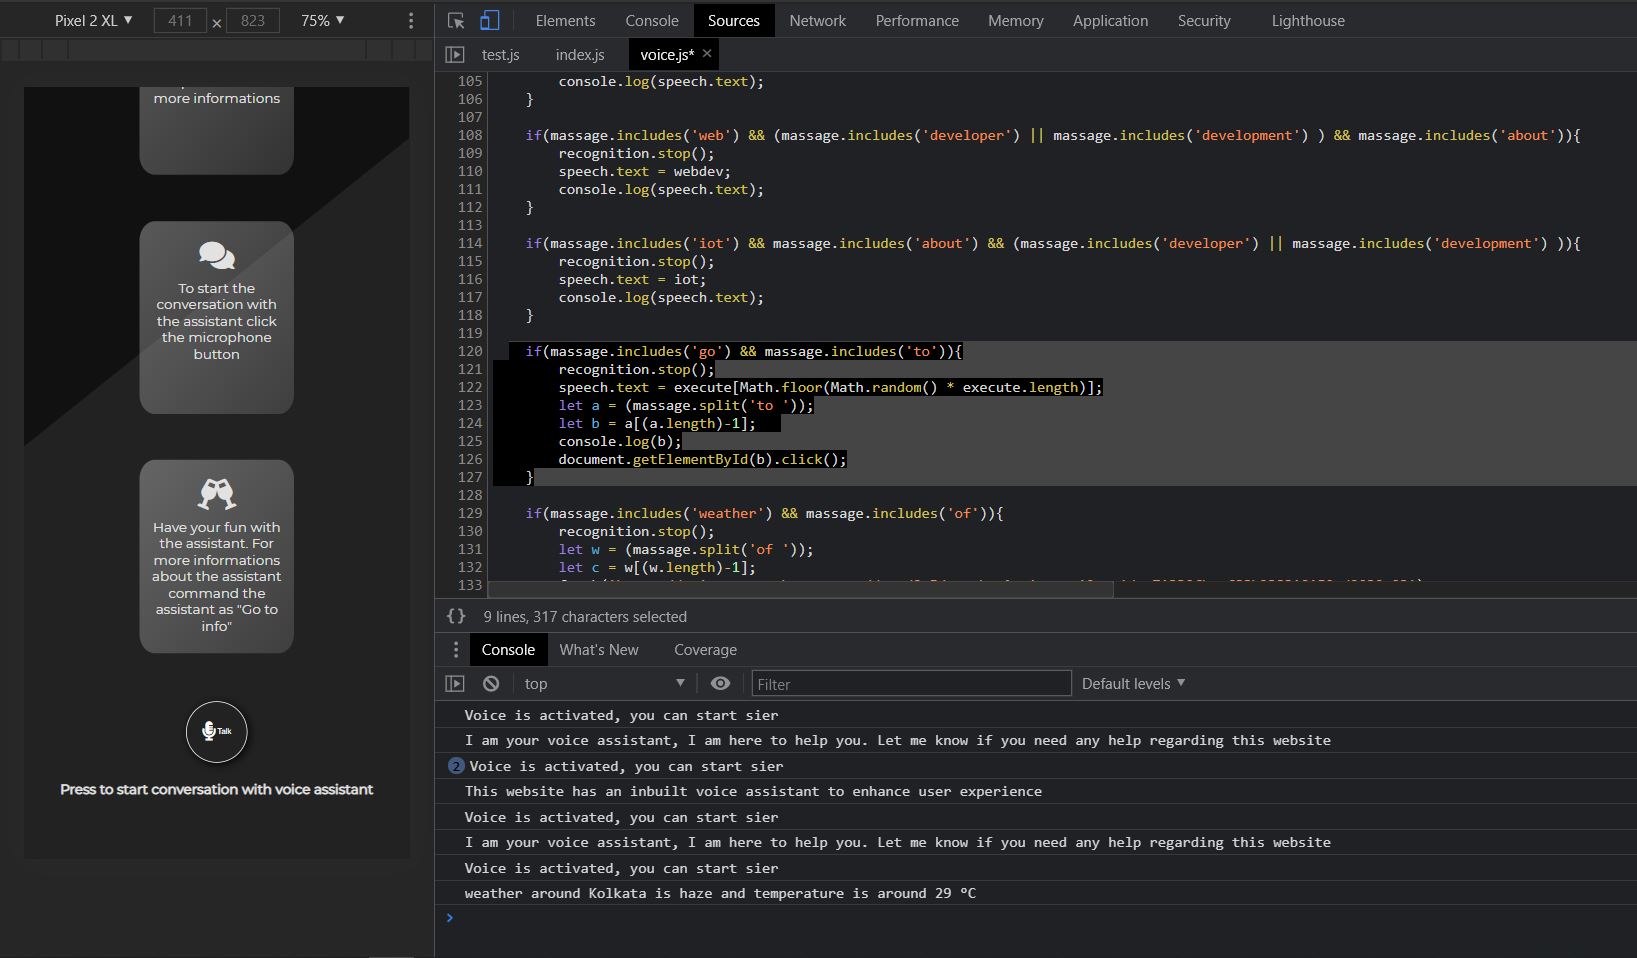 Pixel 2 XL ▼ 411 × 823 75% ▼
Elements Console Sources Network Performance Memory Application Security Lighthouse
test.js index.js voice.js* ×
more informations
To start the
conversation with
the assistant click
the microphone
button
Have your fun with
the assistant. For
more informations
about the assistant
command the
assistant as "Go to
info"
Talk
Press to start conversation with voice assistant
105 console.log(speech.text);
106 }
107
108 if(massage.includes('web') && (massage.includes('developer') || massage.includes('development') ) && massage.includes('about')){
109 recognition.stop();
110 speech.text = webdev;
111 console.log(speech.text);
112 }
113
114 if(massage.includes('iot') && massage.includes('about') && (massage.includes('developer') || massage.includes('development') )){
115 recognition.stop();
116 speech.text = iot;
117 console.log(speech.text);
118 }
119
120 if(massage.includes('go') && massage.includes('to')){
121 recognition.stop();
122 speech.text = execute[Math.floor(Math.random() * execute.length)];
123 let a = (massage.split('to '));
124 let b = a[(a.length)-1];
125 console.log(b);
126 document.getElementById(b).click();
127 }
128
129 if(massage.includes('weather') && massage.includes('of')){
130 recognition.stop();
131 let w = (massage.split('of '));
132 let c = w[(w.length)-1];
133
{} 9 lines, 317 characters selected
Console What's New Coverage
top ▼ Filter Default levels ▼
Voice is activated, you can start sier
I am your voice assistant, I am here to help you. Let me know if you need any help regarding this website
2 Voice is activated, you can start sier
This website has an inbuilt voice assistant to enhance user experience
Voice is activated, you can start sier
I am your voice assistant, I am here to help you. Let me know if you need any help regarding this website
Voice is activated, you can start sier
weather around Kolkata is haze and temperature is around 29 °C
>